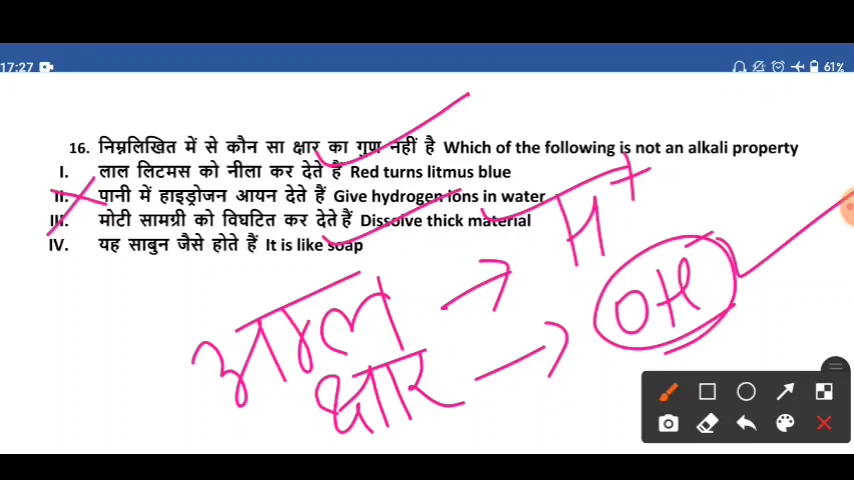 17:27 61%
16. निम्नलिखित में से कौन सा क्षार का गुण नहीं है Which of the following is not an alkali property
I. लाल लिटमस को नीला कर देते हैं Red turns litmus blue
II. पानी में हाइड्रोजन आयन देते हैं Give hydrogen ions in water
III. मोटी सामग्री को विघटित कर देते हैं Dissolve thick material
IV. यह साबुन जैसे होते हैं It is like soap
→ H+
क्षार → OH